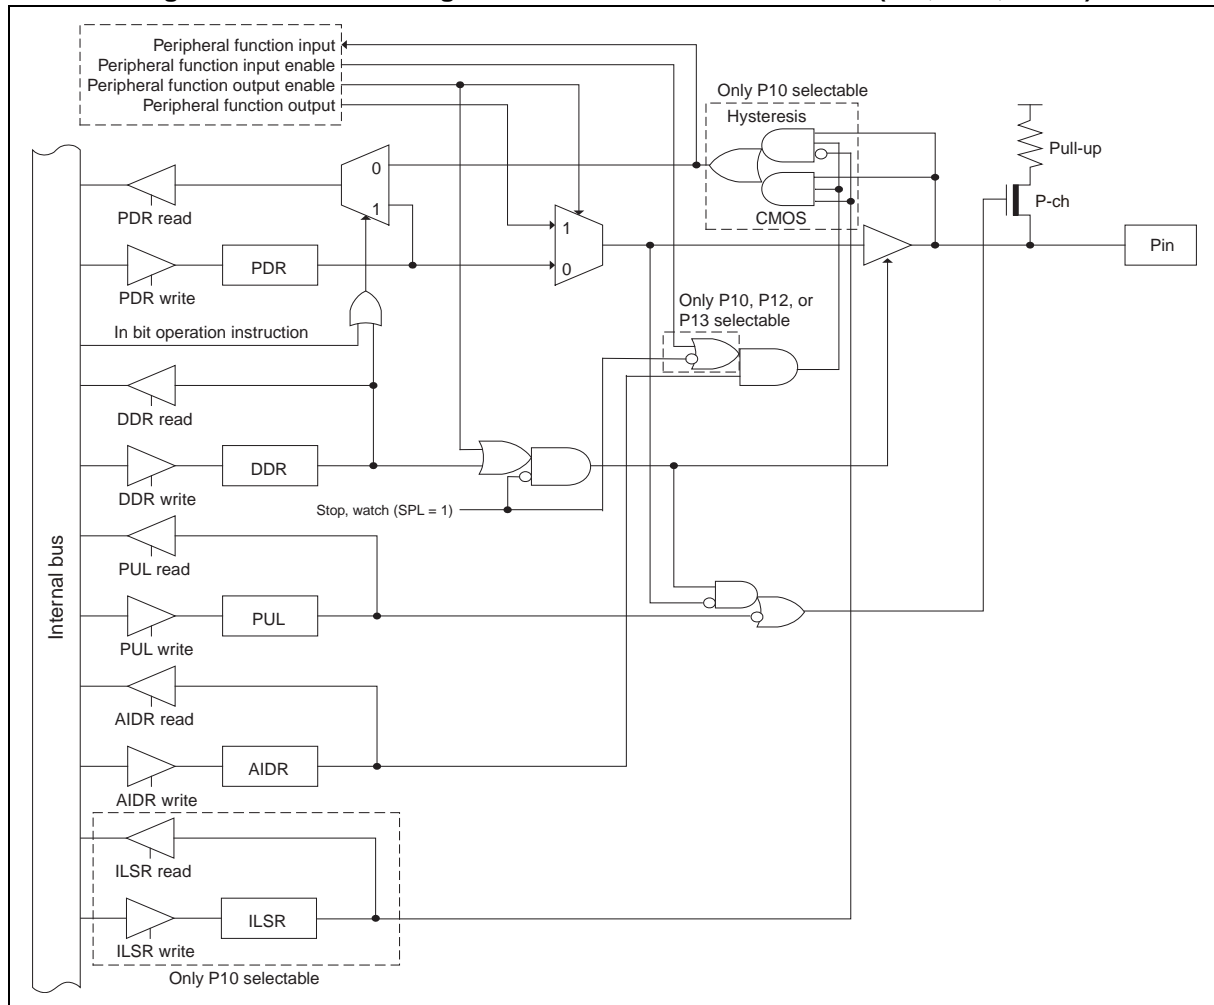 Peripheral function input
Peripheral function input enable
Peripheral function output enable
Peripheral function output
Only P10 selectable
Hysteresis
CMOS
Pull-up
P-ch
Pin
0
1
PDR read
PDR
PDR write
1
0
Only P10, P12, or
P13 selectable
In bit operation instruction
DDR read
DDR
DDR write
Stop, watch (SPL = 1)
Internal bus
PUL read
PUL
PUL write
AIDR read
AIDR
AIDR write
ILSR read
ILSR
ILSR write
Only P10 selectable